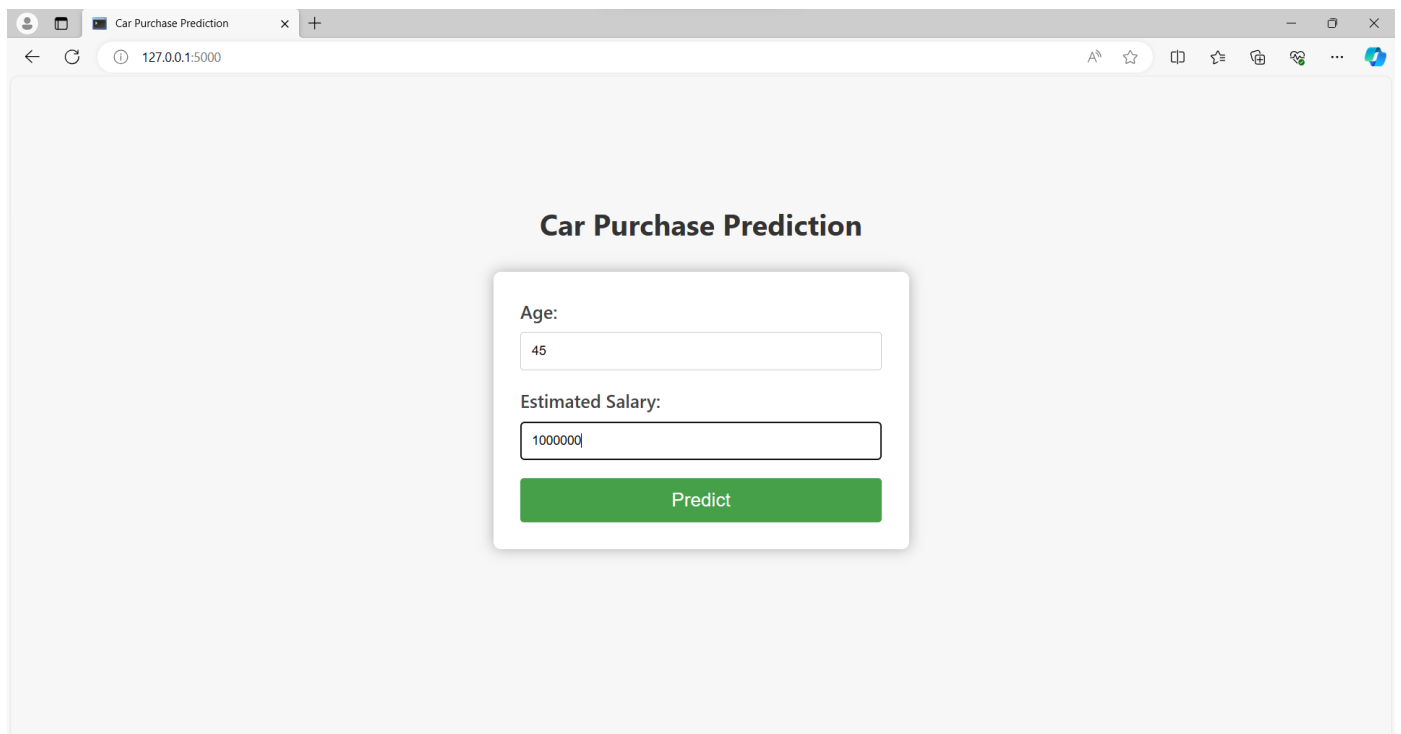 Car Purchase Prediction
127.0.0.1:5000
Car Purchase Prediction
Age:
45
Estimated Salary:
1000000
Predict